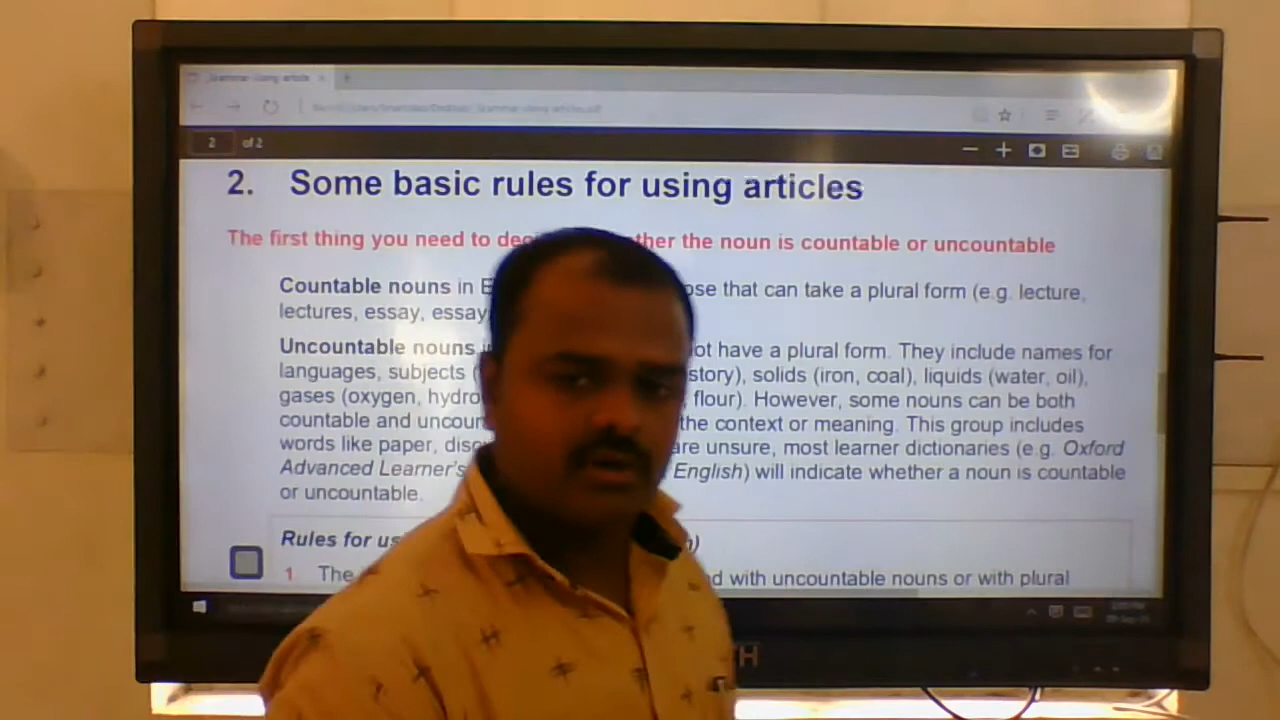 2 of 2
2. Some basic rules for using articles
The first thing you need to ther the noun is countable or uncountable
Countable nouns in ose that can take a plural form (e.g. lecture,
lectures, essay, essay
Uncountable nouns ot have a plural form. They include names for
languages, subjects ( story), solids (iron, coal), liquids (water, oil),
gases (oxygen, hydro , flour). However, some nouns can be both
countable and uncoun the context or meaning. This group includes
words like paper, disc are unsure, most learner dictionaries (e.g. Oxford
Advanced Learner's English) will indicate whether a noun is countable
or uncountable.
Rules for us )
1 The d with uncountable nouns or with plural